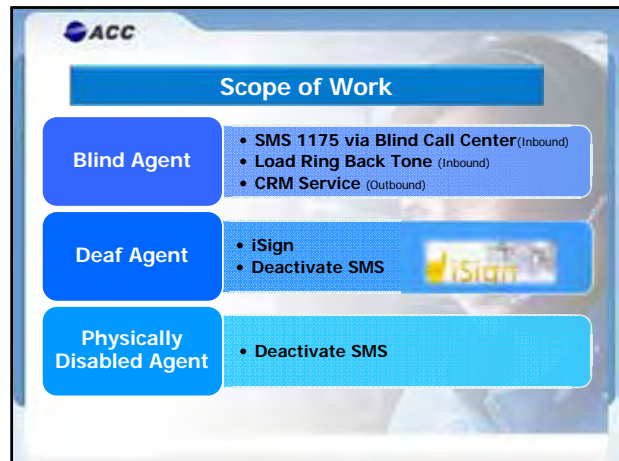 ACC
Scope of Work
Blind Agent
• SMS 1175 via Blind Call Center(Inbound)
• Load Ring Back Tone (Inbound)
• CRM Service (Outbound)
Deaf Agent
• iSign
• Deactivate SMS
iSign
Physically
Disabled Agent
• Deactivate SMS